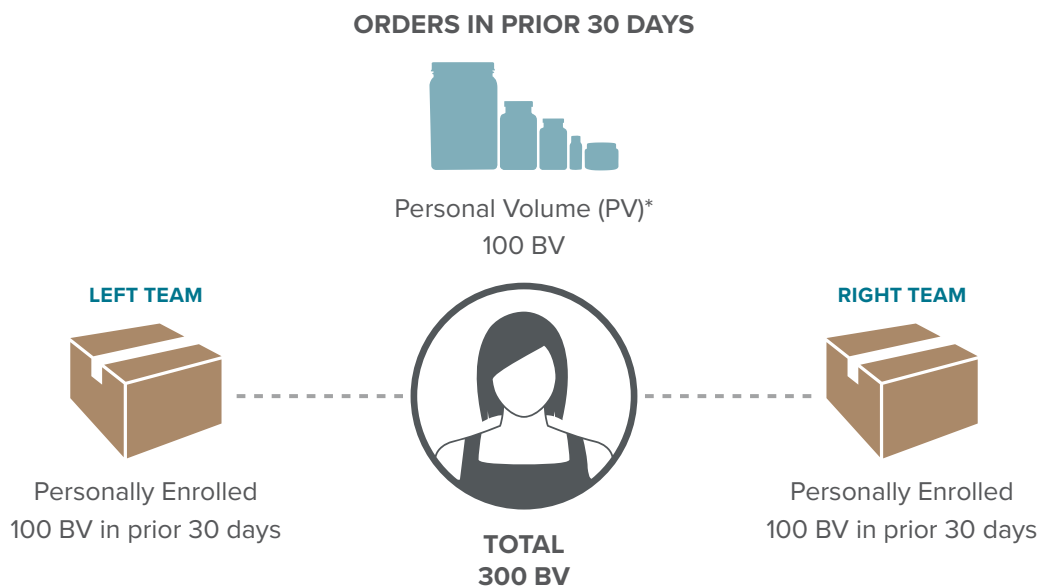 ORDERS IN PRIOR 30 DAYS
Personal Volume (PV)*
100 BV
LEFT TEAM
RIGHT TEAM
Personally Enrolled
100 BV in prior 30 days
Personally Enrolled
100 BV in prior 30 days
TOTAL
300 BV